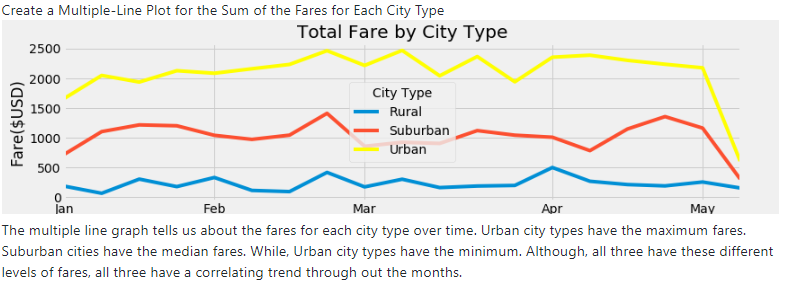 Create a Multiple-Line Plot for the Sum of the Fares for Each City Type
Total Fare by City Type
2500
2000
1500
1000
500
0
Fare($USD)
City Type
Rural
Suburban
Urban
Jan Feb Mar Apr May
The multiple line graph tells us about the fares for each city type over time. Urban city types have the maximum fares.
Suburban cities have the median fares. While, Urban city types have the minimum. Although, all three have these different
levels of fares, all three have a correlating trend through out the months.